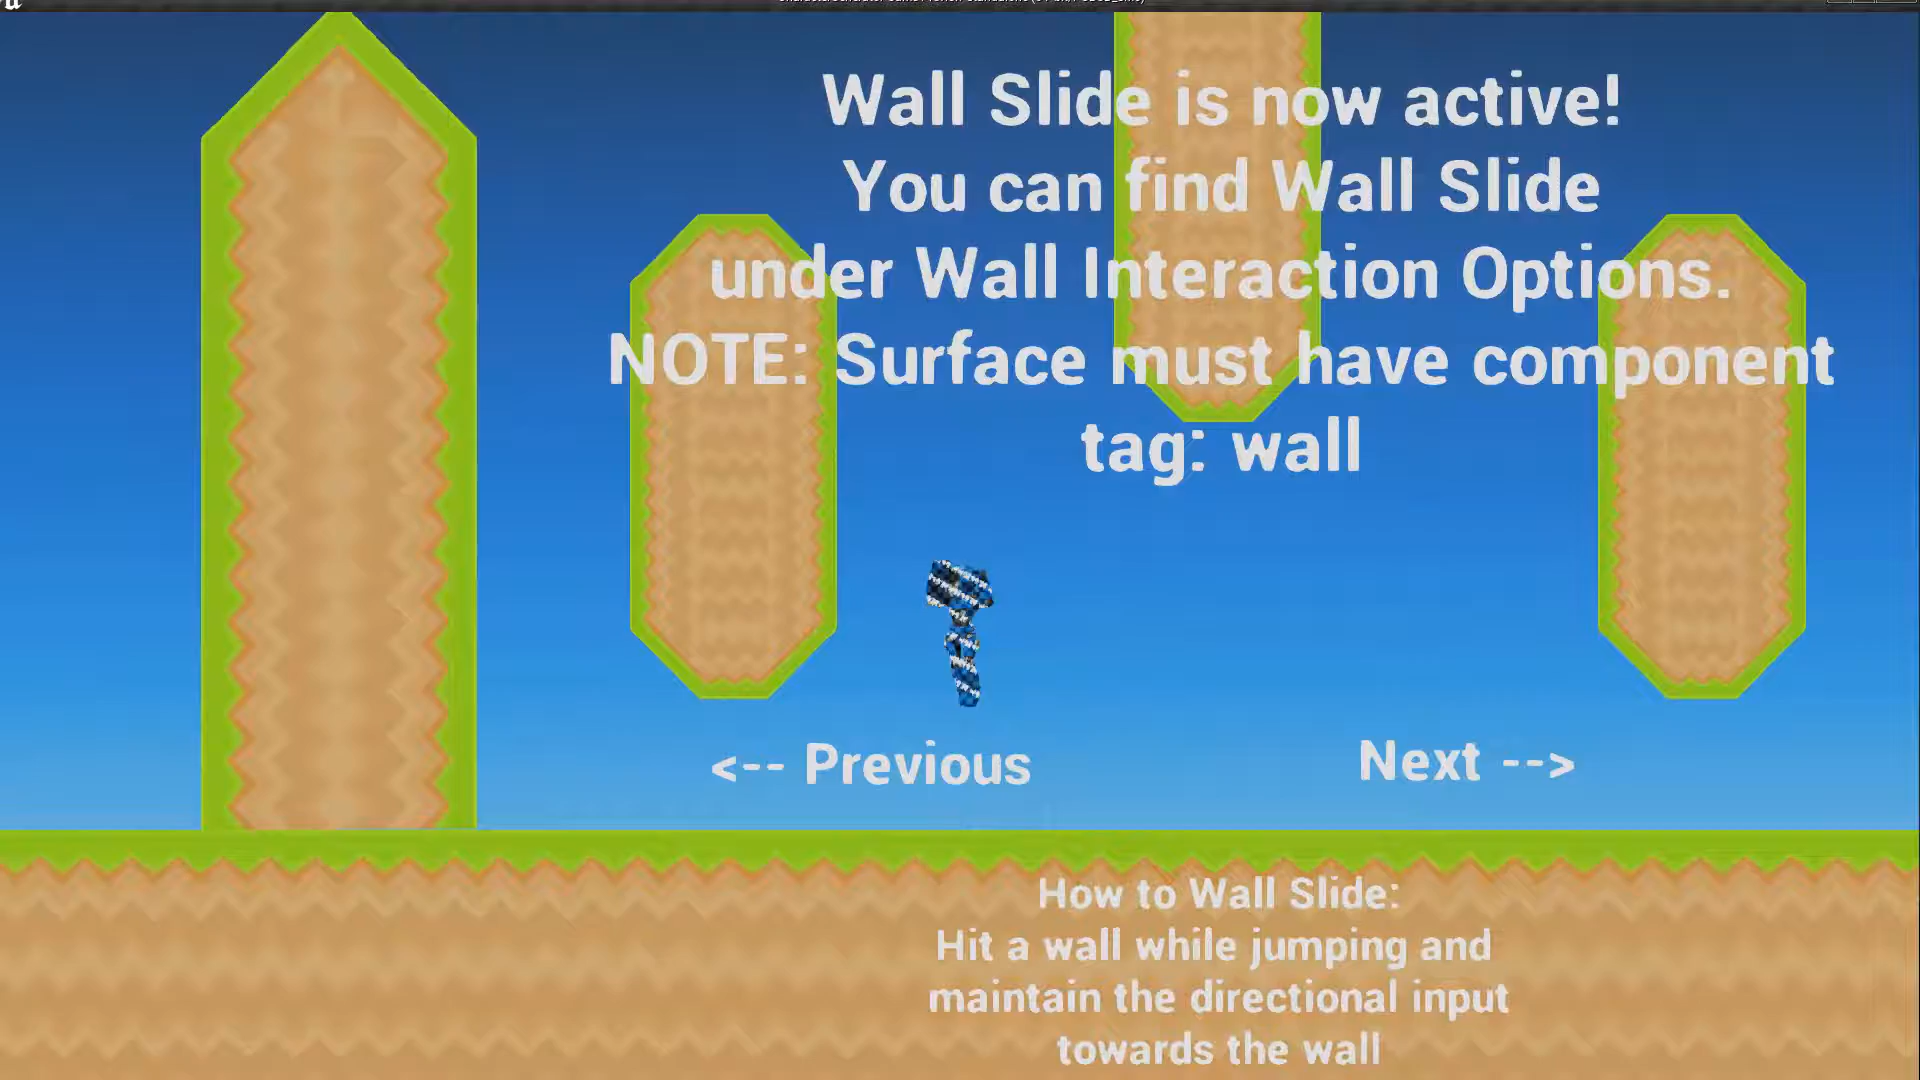 Wall Slide is now active!
You can find Wall Slide
under Wall Interaction Options.
NOTE: Surface must have component
tag: wall
<-- Previous
Next -->
How to Wall Slide:
Hit a wall while jumping and
maintain the directional input
towards the wall